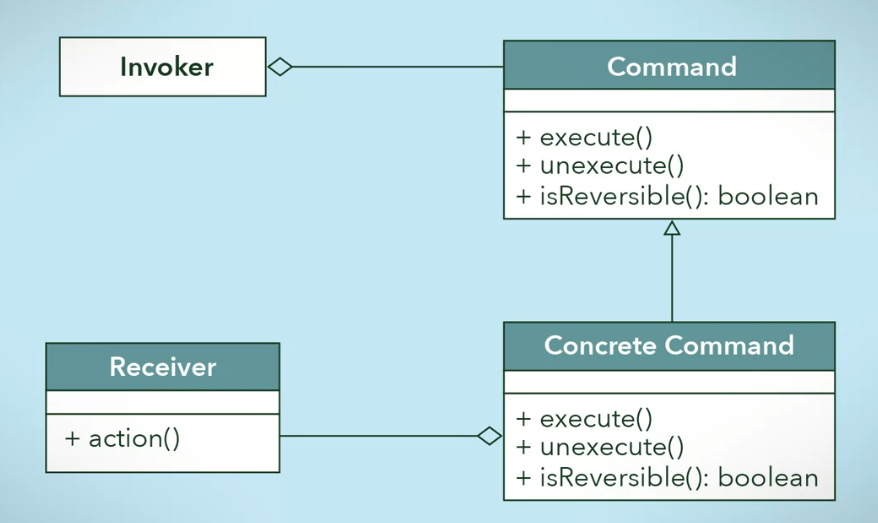 Invoker
Command
+ execute()
+ unexecute()
+ isReversible(): boolean
Receiver
+ action()
Concrete Command
+ execute()
+ unexecute()
+ isReversible(): boolean